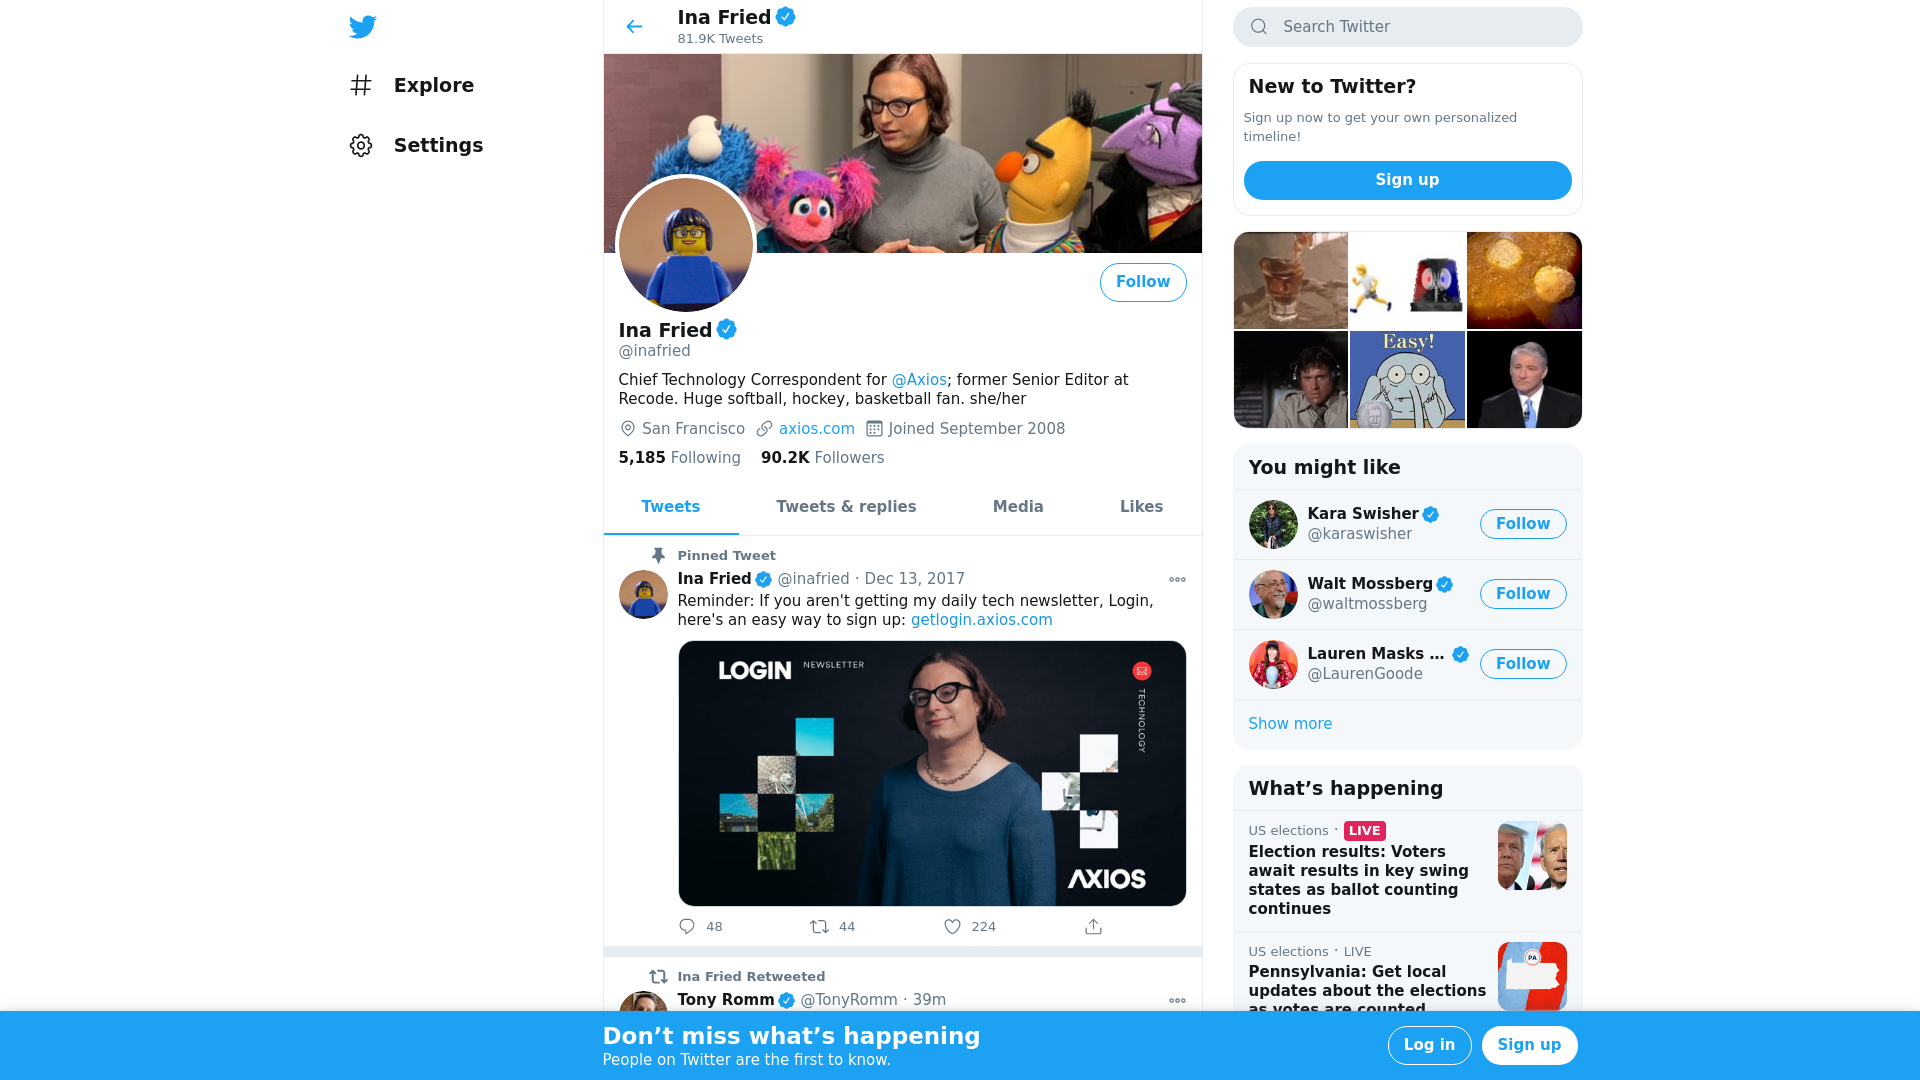 Explore
Settings
Ina Fried
81.9K Tweets
Follow
Ina Fried
@inafried
Chief Technology Correspondent for @Axios; former Senior Editor at
Recode. Huge softball, hockey, basketball fan. she/her
San Francisco axios.com Joined September 2008
5,185 Following 90.2K Followers
Tweets Tweets & replies Media Likes
Pinned Tweet
Ina Fried @inafried · Dec 13, 2017
Reminder: If you aren't getting my daily tech newsletter, Login,
here's an easy way to sign up: getlogin.axios.com
LOGIN NEWSLETTER
TECHNOLOGY
AXIOS
48 44 224
Ina Fried Retweeted
Tony Romm @TonyRomm · 39m
Search Twitter
New to Twitter?
Sign up now to get your own personalized
timeline!
Sign up
Easy!
You might like
Kara Swisher
@karaswisher
Follow
Walt Mossberg
@waltmossberg
Follow
Lauren Masks ...
@LaurenGoode
Follow
Show more
What’s happening
US elections · LIVE
Election results: Voters
await results in key swing
states as ballot counting
continues
US elections · LIVE
Pennsylvania: Get local
updates about the elections
as votes are counted
PA
Don’t miss what’s happening
People on Twitter are the first to know.
Log in
Sign up